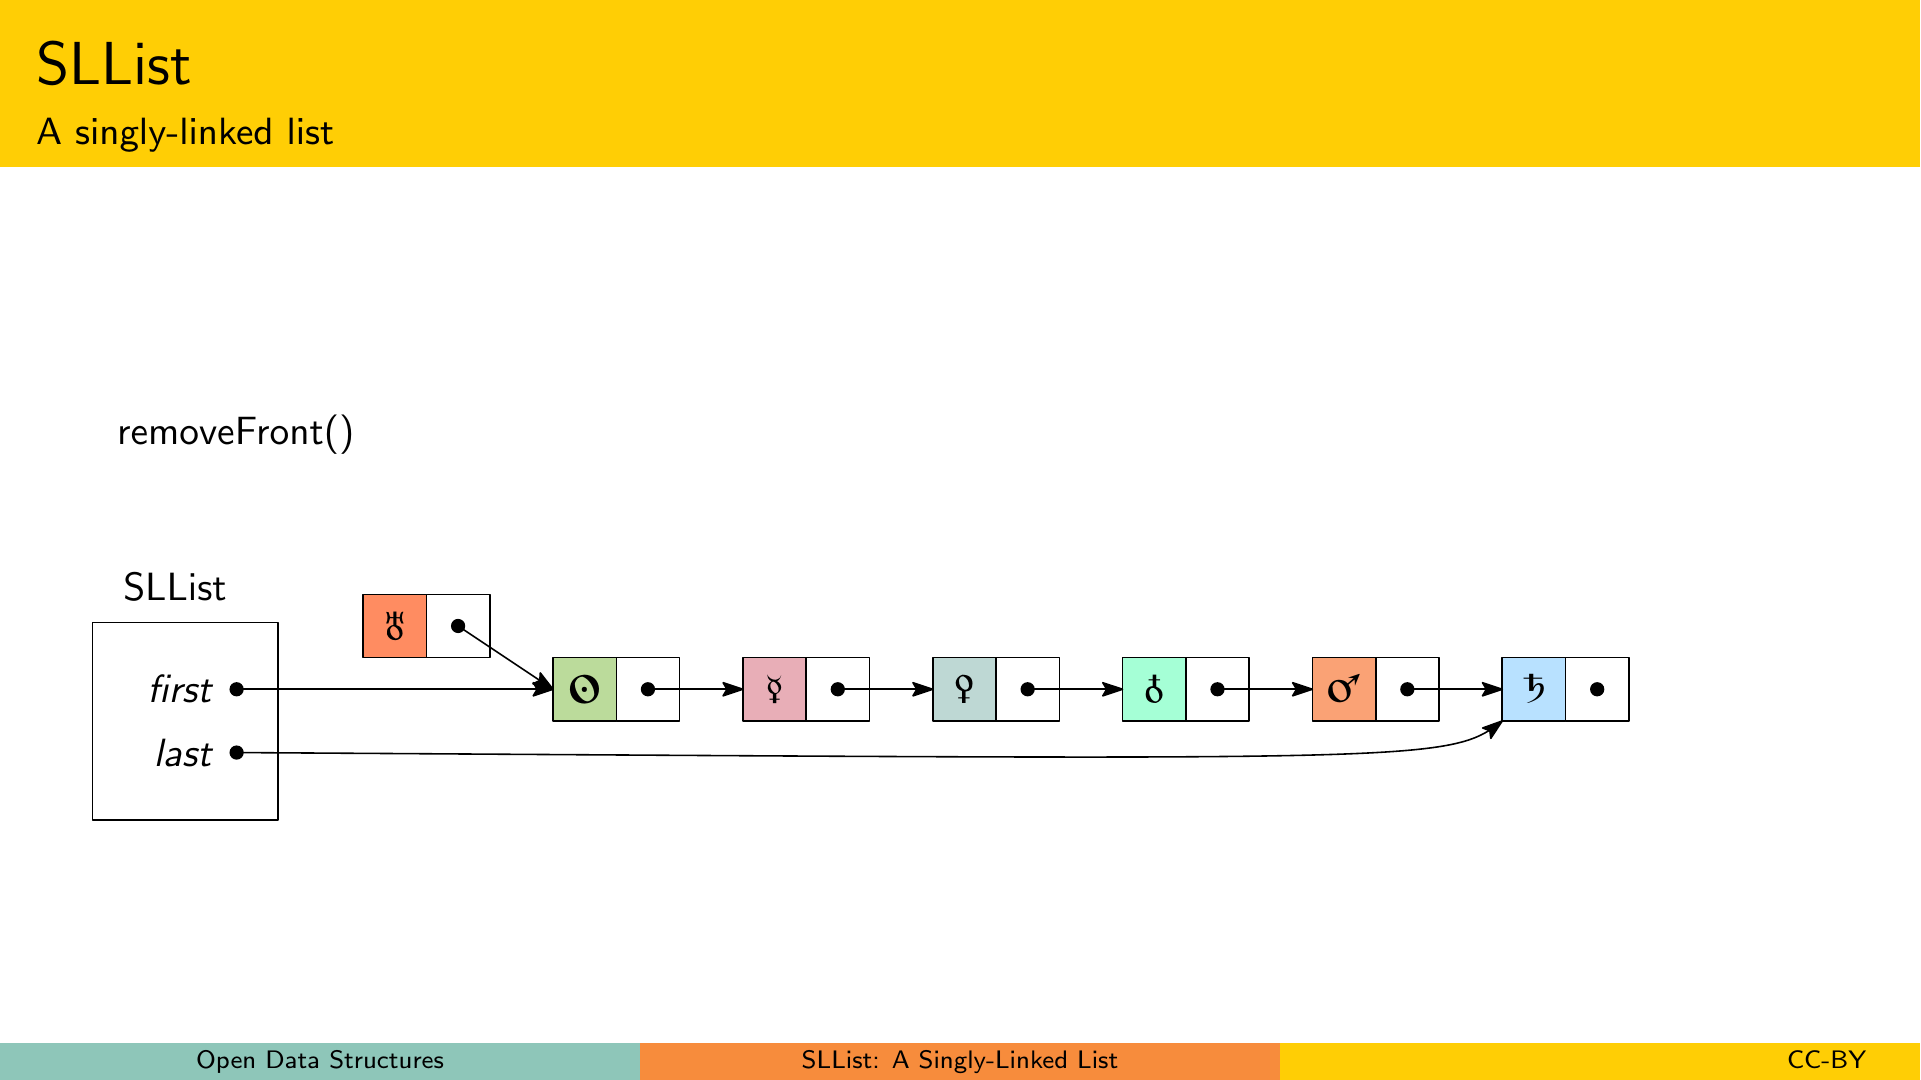 SLList
A singly-linked list
removeFront()
SLList
♅
first
☉ ☿ ♀ ♁ ♂ ♄
last
Open Data Structures
SLList: A Singly-Linked List
CC-BY